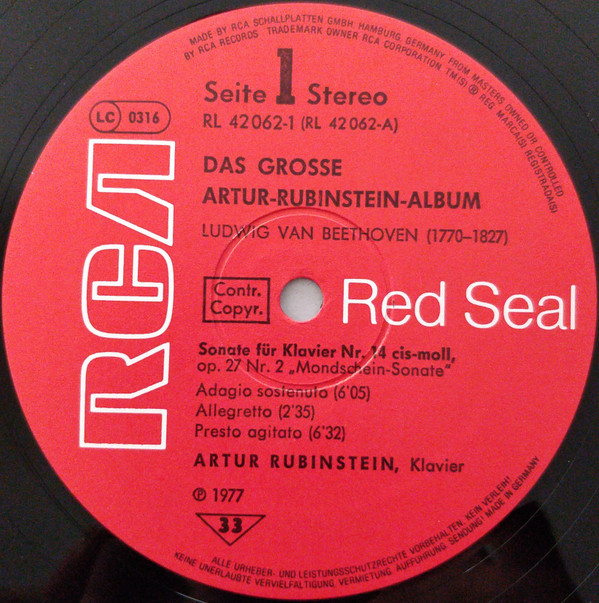 MADE BY RCA SCHALLPLATTEN GMBH. HAMBURG, GERMANY, FROM MASTERS OWNED OR CONTROLLED
BY RCA RECORDS TRADEMARK OWNER RCA CORPORATION TM(S) ® REG. MARCA(S) REGISTRADA(S)
Seite 1 Stereo
RL 42062-1 (RL 42062-A)
LC 0316
DAS GROSSE
ARTUR-RUBINSTEIN-ALBUM
LUDWIG VAN BEETHOVEN (1770–1827)
RCA
Contr.
Copyr.
Red Seal
Sonate für Klavier Nr. 14 cis-moll,
op. 27 Nr. 2 „Mondschein-Sonate“
Adagio sostenuto (6'05)
Allegretto (2'35)
Presto agitato (6'32)
ARTUR RUBINSTEIN, Klavier
℗ 1977
33
ALLE URHEBER- UND LEISTUNGSSCHUTZRECHTE VORBEHALTEN. KEIN VERLEIH!
KEINE UNERLAUBTE VERVIELFÄLTIGUNG, VERMIETUNG, AUFFÜHRUNG, SENDUNG! MADE IN GERMANY